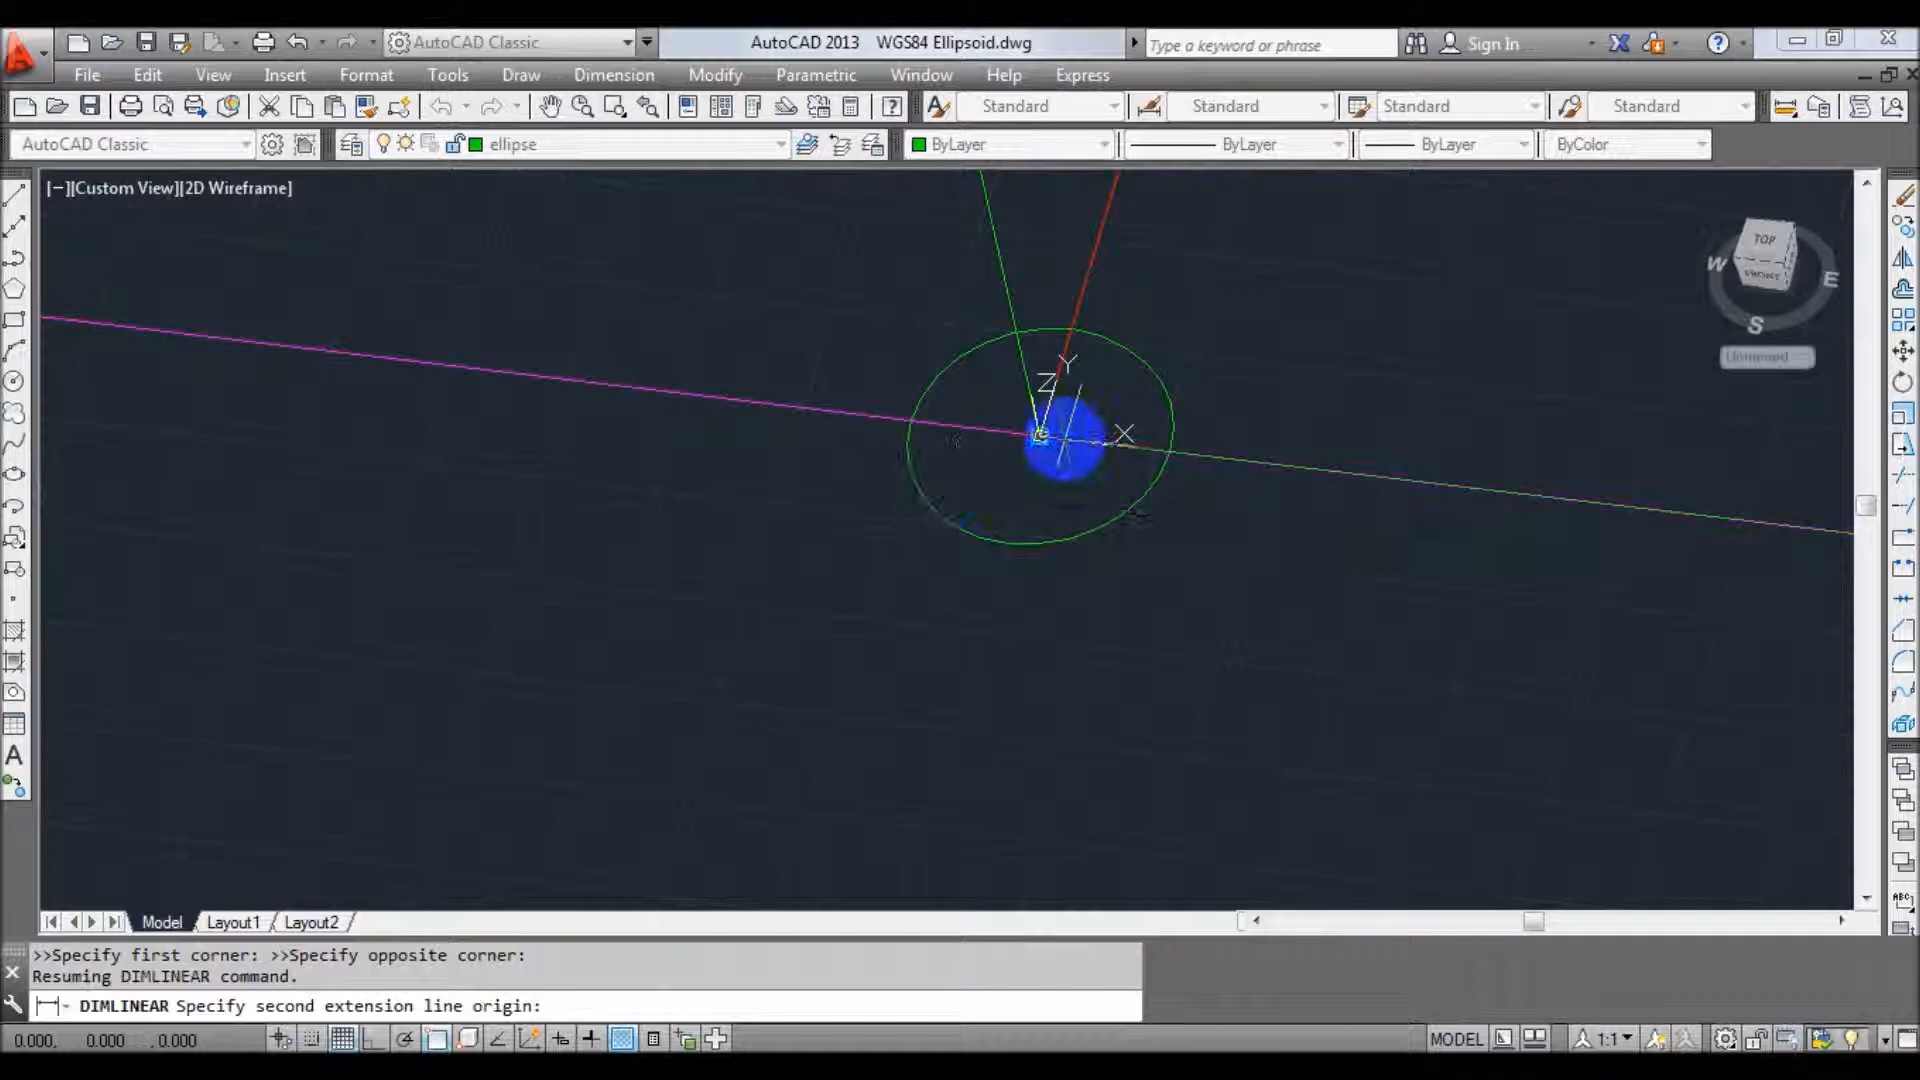 AutoCAD Classic
AutoCAD 2013 WGS84 Ellipsoid.dwg
Type a keyword or phrase
Sign In
File Edit View Insert Format Tools Draw Dimension Modify Parametric Window Help Express
Standard Standard Standard Standard
AutoCAD Classic
ellipse
ByLayer ByLayer ByLayer ByColor
[−][Custom View][2D Wireframe]
TOP
FRONT
W E
S
Unnamed
Y
Z
X
A
ABC
Model Layout1 Layout2
>>Specify first corner: >>Specify opposite corner:
Resuming DIMLINEAR command.
DIMLINEAR Specify second extension line origin:
0.000, 0.000 , 0.000
MODEL
1:1